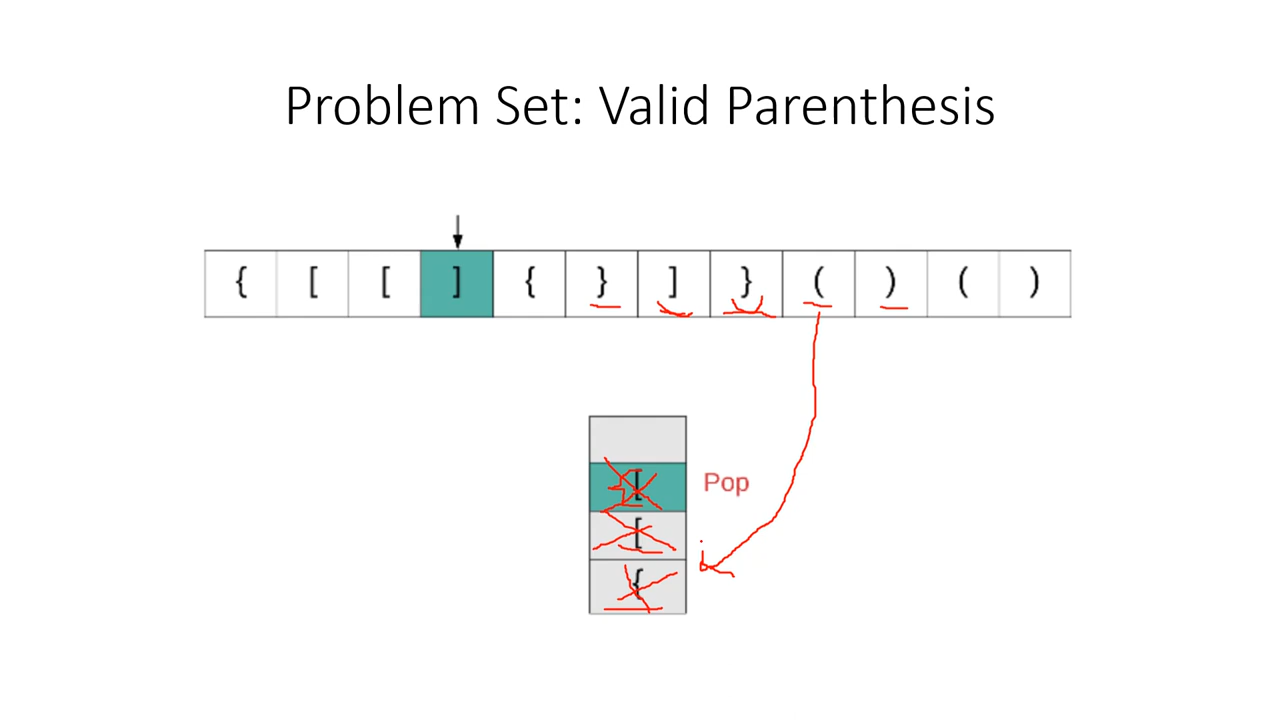 Problem Set: Valid Parenthesis
{ [ [ ] { } ] } ( ) ( )
[ Pop
[
{